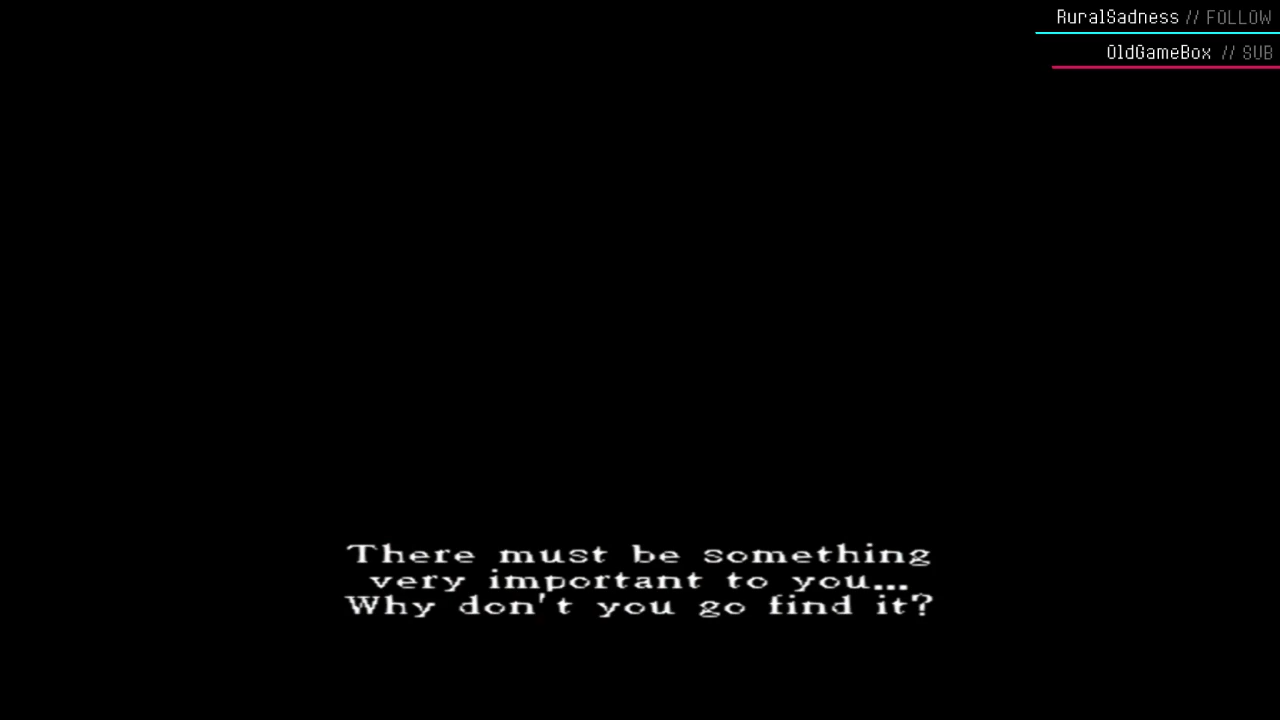 RuralSadness // FOLLOW
OldGameBox // SUB
There must be something
very important to you...
Why don't you go find it?